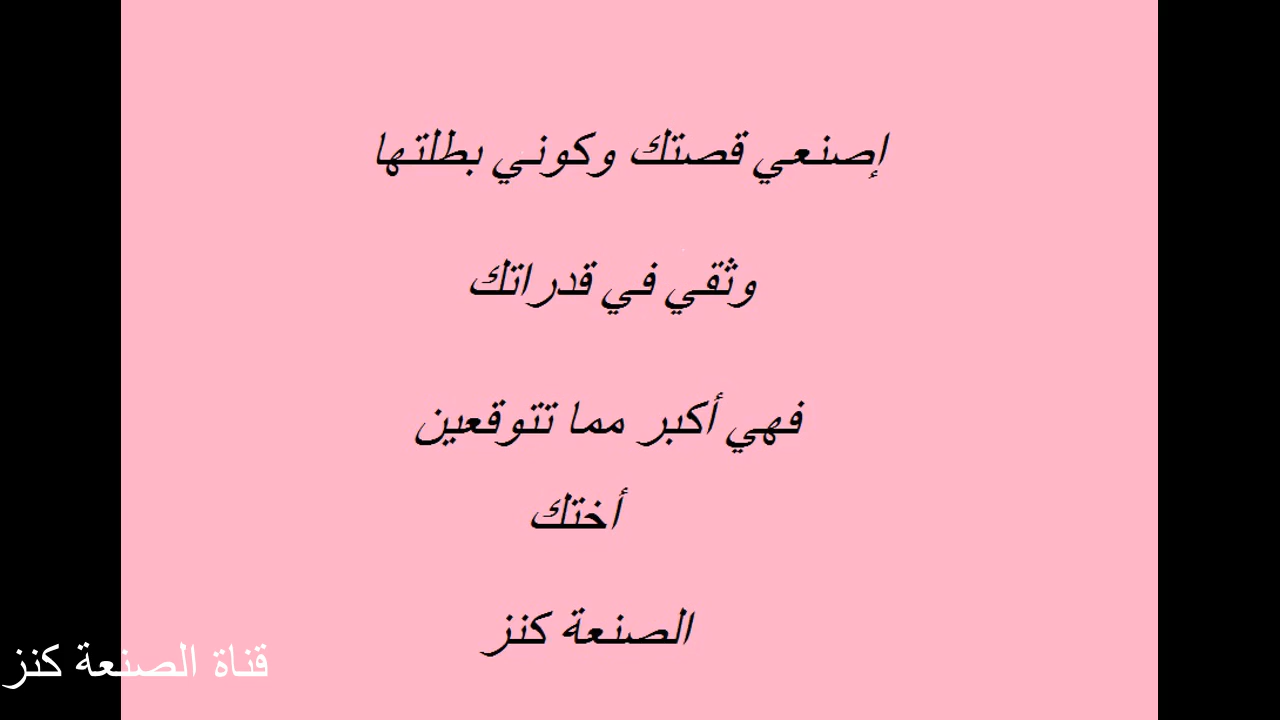 إصنعي قصتك وكوني بطلتها
وثقي في قدراتك
فهي أكبر مما تتوقعين
أختك
الصنعة كنز
قناة الصنعة كنز